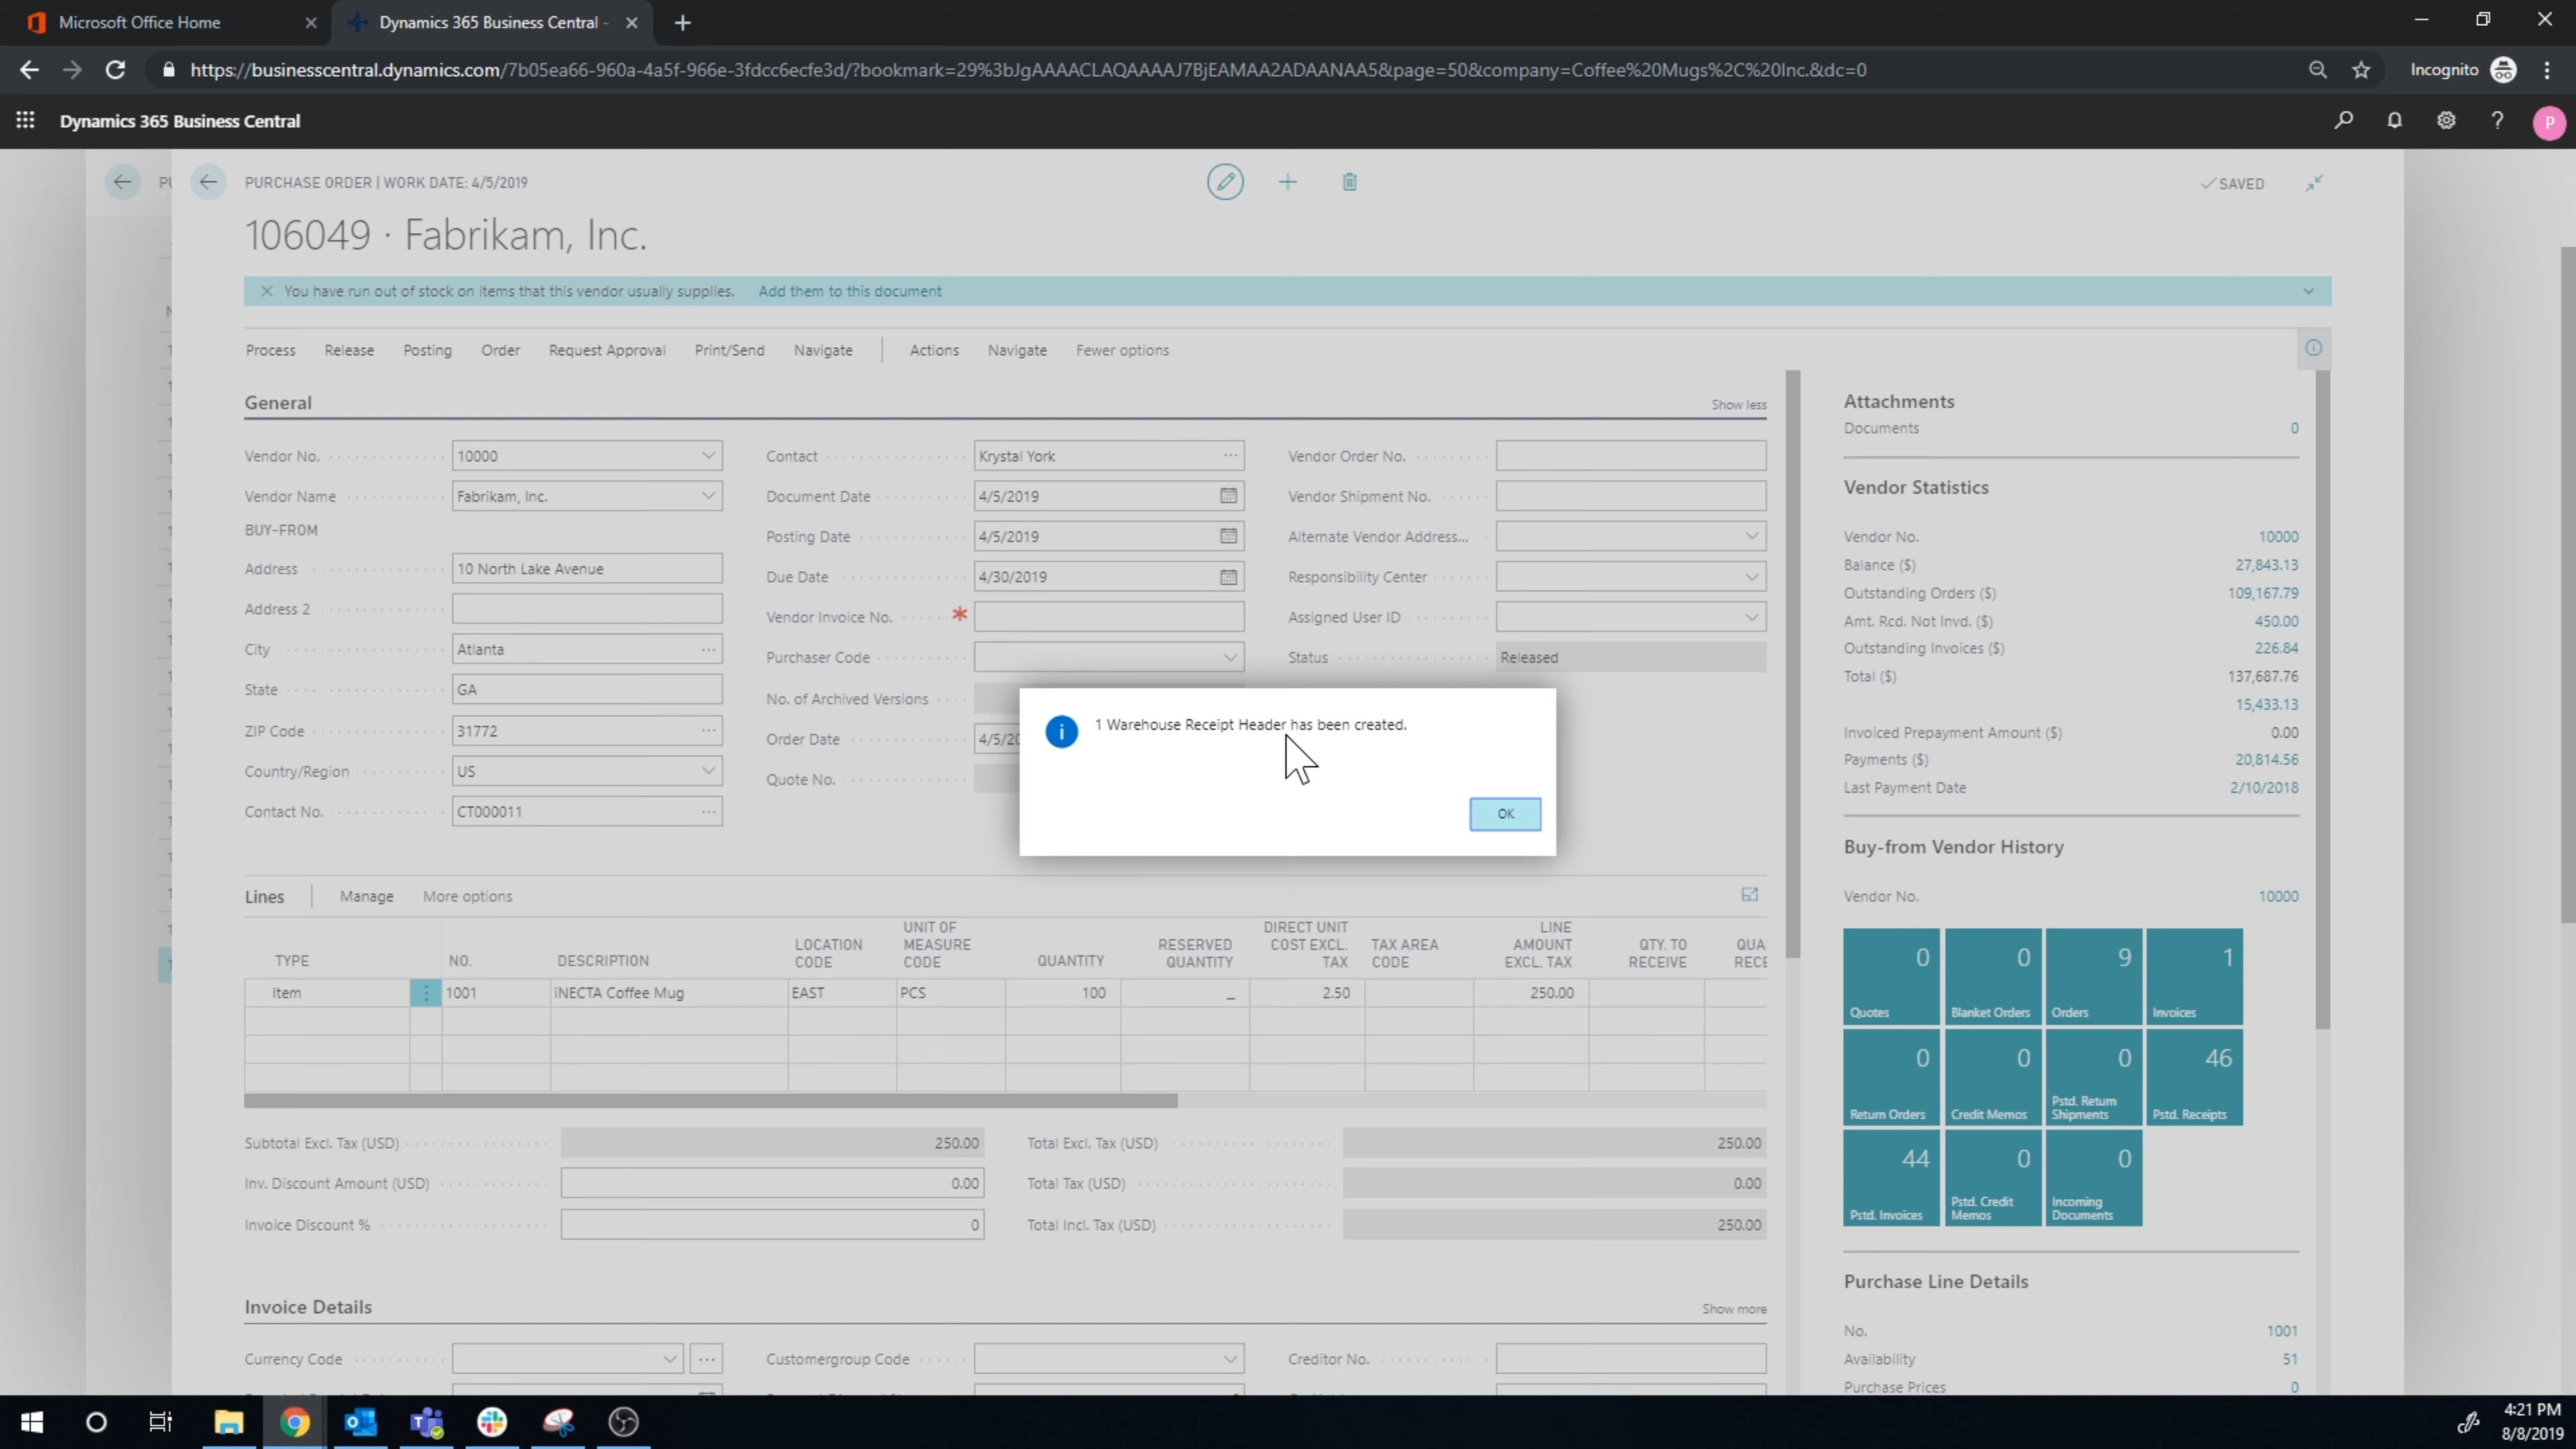 Microsoft Office Home
Dynamics 365 Business Central -
https://businesscentral.dynamics.com/7b05ea66-960a-4a5f-966e-3fdcc6ecfe3d/?bookmark=29%3bJgAAAACLAQAAAAJ7BjEAMAA2ADAANAA5&page=50&company=Coffee%20Mugs%2C%20Inc.&dc=0
Incognito
Dynamics 365 Business Central
?
P
PURCHASE ORDER | WORK DATE: 4/5/2019
SAVED
106049 · Fabrikam, Inc.
You have run out of stock on items that this vendor usually supplies. Add them to this document
Process Release Posting Order Request Approval Print/Send Navigate Actions Navigate Fewer options
General
Show less
Vendor No. 10000
Vendor Name Fabrikam, Inc.
BUY-FROM
Address 10 North Lake Avenue
Address 2
City Atlanta
State GA
ZIP Code 31772
Country/Region US
Contact No. CT000011
Contact Krystal York
Document Date 4/5/2019
Posting Date 4/5/2019
Due Date 4/30/2019
Vendor Invoice No. *
Purchaser Code
No. of Archived Versions
Order Date 4/5/20
Quote No.
Vendor Order No.
Vendor Shipment No.
Alternate Vendor Address...
Responsibility Center
Assigned User ID
Status Released
1 Warehouse Receipt Header has been created.
OK
Lines Manage More options
TYPE NO. DESCRIPTION LOCATION CODE UNIT OF MEASURE CODE QUANTITY RESERVED QUANTITY DIRECT UNIT COST EXCL. TAX TAX AREA CODE LINE AMOUNT EXCL. TAX QTY. TO RECEIVE QUA RECE
Item 1001 iNECTA Coffee Mug EAST PCS 100 _ 2.50 250.00
Subtotal Excl. Tax (USD) 250.00
Inv. Discount Amount (USD) 0.00
Invoice Discount % 0
Total Excl. Tax (USD) 250.00
Total Tax (USD) 0.00
Total Incl. Tax (USD) 250.00
Invoice Details
Show more
Currency Code
Customergroup Code
Creditor No.
Attachments
Documents 0
Vendor Statistics
Vendor No. 10000
Balance ($) 27,843.13
Outstanding Orders ($) 109,167.79
Amt. Rcd. Not Invd. ($) 450.00
Outstanding Invoices ($) 226.84
Total ($) 137,687.76
15,433.13
Invoiced Prepayment Amount ($) 0.00
Payments ($) 20,814.56
Last Payment Date 2/10/2018
Buy-from Vendor History
Vendor No. 10000
0 Quotes
0 Blanket Orders
9 Orders
1 Invoices
0 Return Orders
0 Credit Memos
0 Pstd. Return Shipments
46 Pstd. Receipts
44 Pstd. Invoices
0 Pstd. Credit Memos
0 Incoming Documents
Purchase Line Details
No. 1001
Availability 51
Purchase Prices 0
4:21 PM
8/8/2019